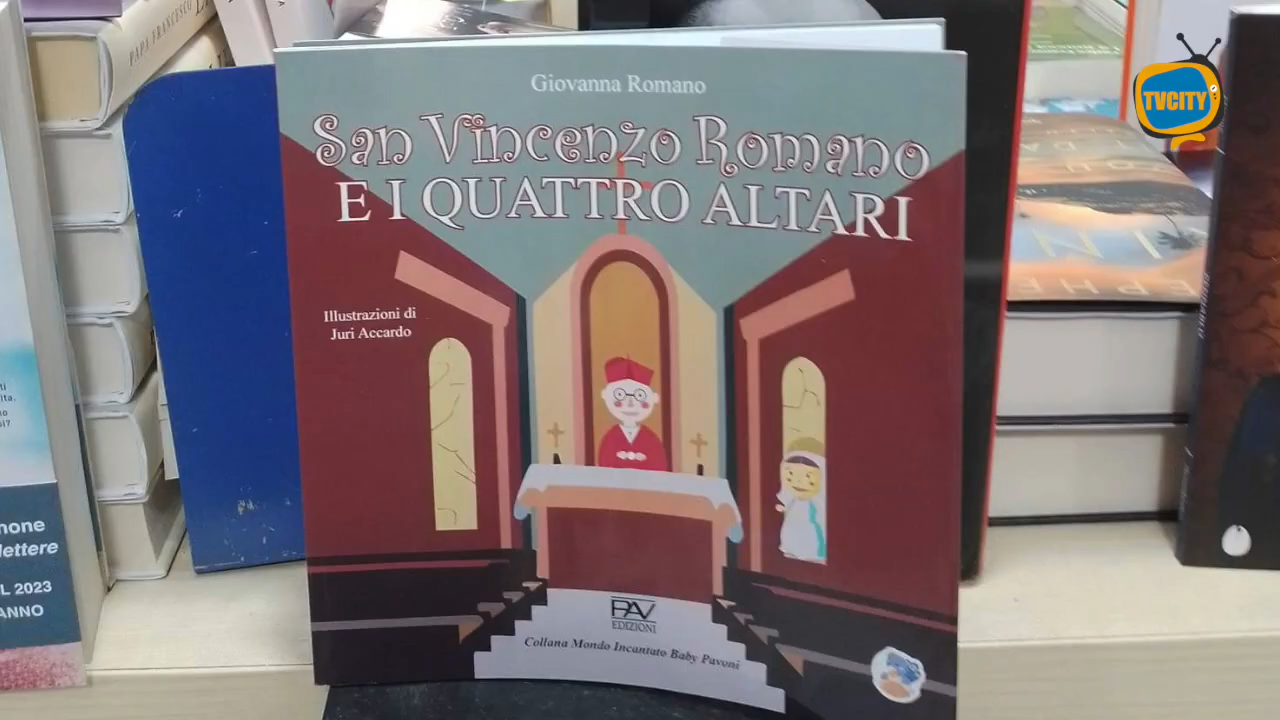 Giovanna Romano
San Vincenzo Romano
E I QUATTRO ALTARI
Illustrazioni di
Juri Accardo
PAV
EDIZIONI
Collana Mondo Incantato Baby Pavoni
TVCITY
PAPA FRANCESCO
none
lettere
L 2023
ANNO